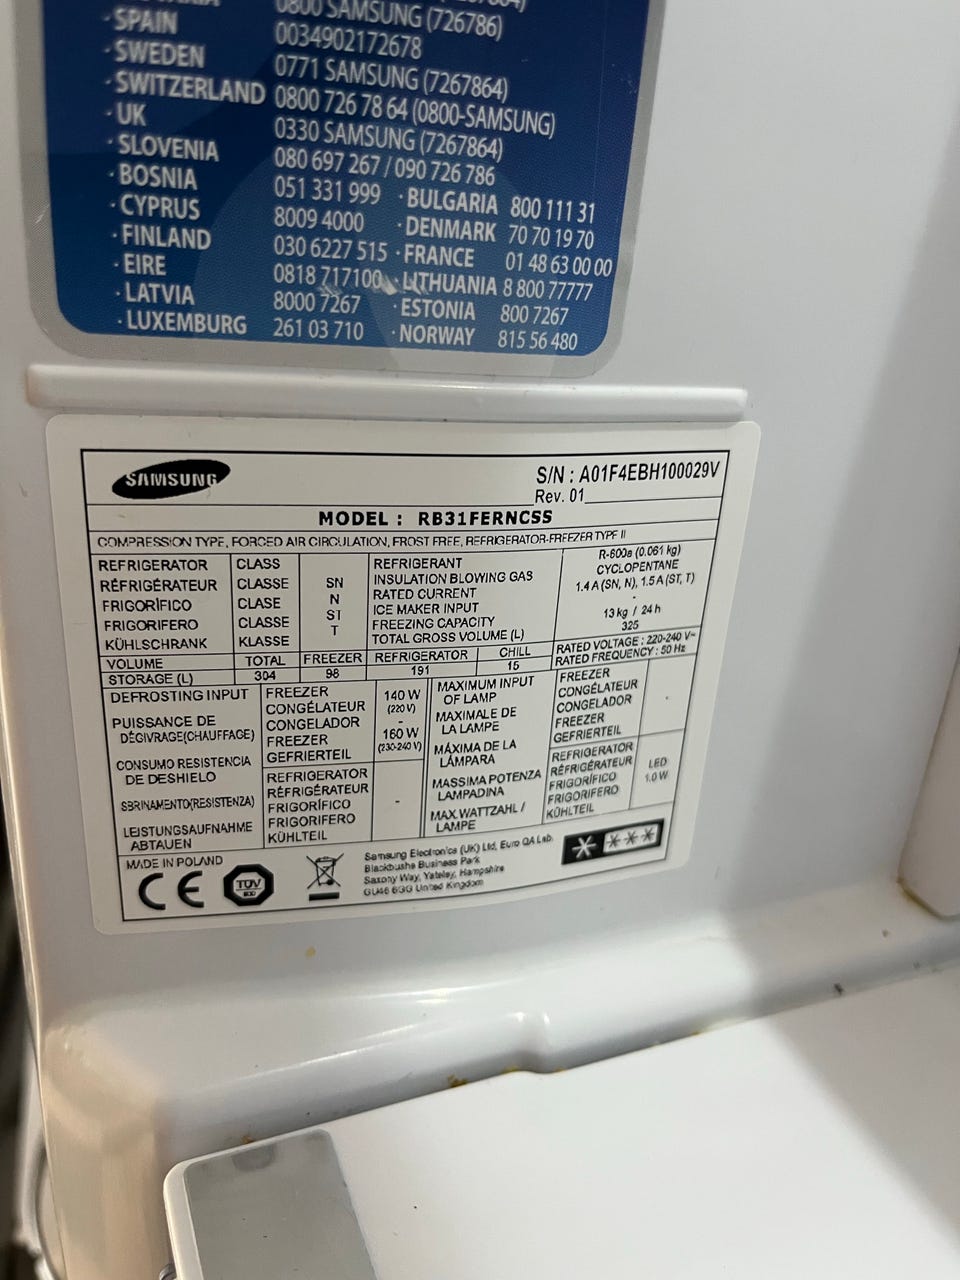 0800 SAMSUNG (726786)
· SPAIN 0034902172678
· SWEDEN 0771 SAMSUNG (7267864)
· SWITZERLAND 0800 726 78 64 (0800-SAMSUNG)
· UK 0330 SAMSUNG (7267864)
· SLOVENIA 080 697 267 / 090 726 786
· BOSNIA 051 331 999 · BULGARIA 800 111 31
· CYPRUS 8009 4000 · DENMARK 70 70 19 70
· FINLAND 030 6227 515 · FRANCE 01 48 63 00 00
· EIRE 0818 717100 · LITHUANIA 8 800 77777
· LATVIA 8000 7267 · ESTONIA 800 7267
· LUXEMBURG 261 03 710 · NORWAY 815 56 480
SAMSUNG S/N : A01F4EBH100029V
Rev. 01
MODEL : RB31FERNCSS
COMPRESSION TYPE, FORCED AIR CIRCULATION, FROST FREE, REFRIGERATOR-FREEZER TYPE II
REFRIGERATOR CLASS REFRIGERANT R-600a (0.061 kg)
RÉFRIGÉRATEUR CLASSE SN INSULATION BLOWING GAS CYCLOPENTANE
FRIGORÍFICO CLASE N RATED CURRENT 1.4 A (SN, N), 1.5 A (ST, T)
FRIGORIFERO CLASSE ST ICE MAKER INPUT -
KÜHLSCHRANK KLASSE T FREEZING CAPACITY 13 kg / 24 h
TOTAL GROSS VOLUME (L) 325
VOLUME TOTAL FREEZER REFRIGERATOR CHILL RATED VOLTAGE : 220-240 V~
STORAGE (L) 304 98 191 15 RATED FREQUENCY : 50 Hz
DEFROSTING INPUT FREEZER 140 W MAXIMUM INPUT FREEZER
CONGÉLATEUR (220 V) OF LAMP CONGÉLATEUR
PUISSANCE DE CONGELADOR - MAXIMALE DE CONGELADOR -
DÉGIVRAGE(CHAUFFAGE) FREEZER 160 W LA LAMPE FREEZER
GEFRIERTEIL (230-240 V) GEFRIERTEIL
CONSUMO RESISTENCIA MÁXIMA DE LA
DE DESHIELO REFRIGERATOR LÁMPARA REFRIGERATOR
RÉFRIGÉRATEUR MASSIMA POTENZA RÉFRIGÉRATEUR LED
SBRINAMENTO(RESISTENZA) FRIGORÍFICO - LAMPADINA FRIGORÍFICO 1.0 W
FRIGORIFERO FRIGORIFERO
LEISTUNGSAUFNAHME KÜHLTEIL MAX.WATTZAHL / KÜHLTEIL
ABTAUEN LAMPE
MADE IN POLAND
CE TÜV
Samsung Electronics (UK) Ltd, Euro QA Lab.
Blackbushe Business Park
Saxony Way, Yateley, Hampshire
GU46 6GG United Kingdom